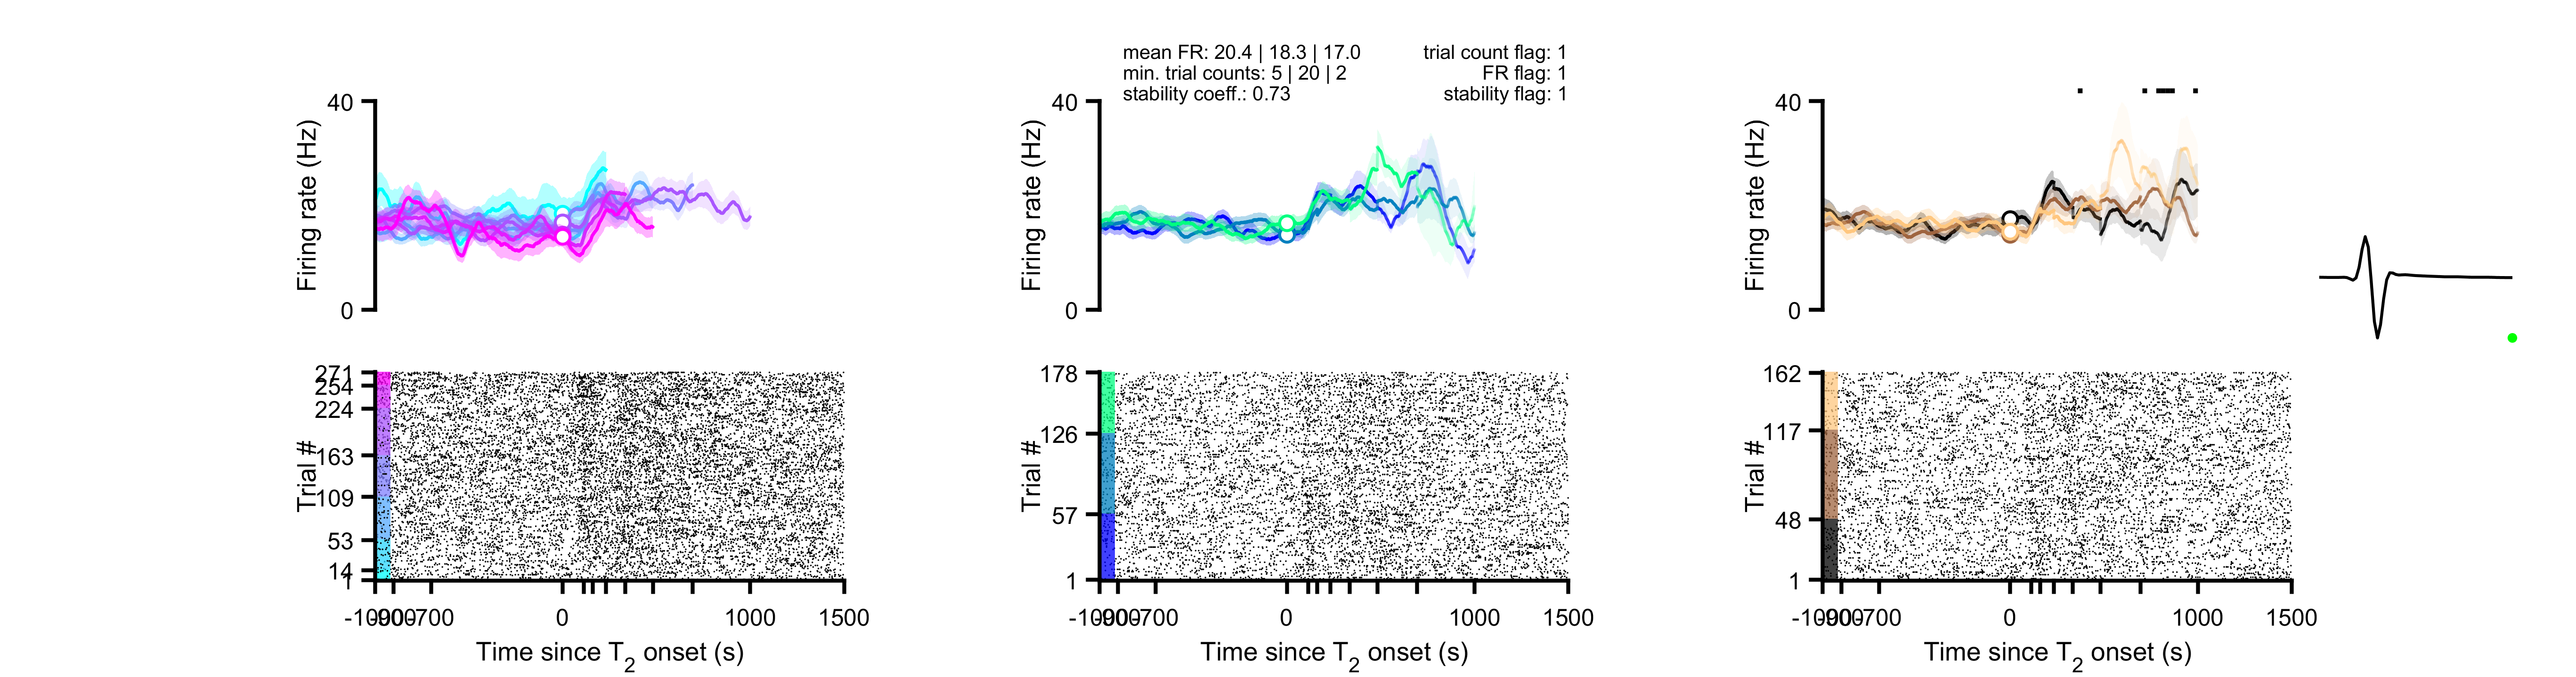 mean FR: 20.4 | 18.3 | 17.0
min. trial counts: 5 | 20 | 2
stability coeff.: 0.73
trial count flag: 1
FR flag: 1
stability flag: 1
40
Firing rate (Hz)
0
40
Firing rate (Hz)
0
40
Firing rate (Hz)
0
271
254
224
163
109
53
14
Trial #
-700
0
1000
1500
Time since T2 onset (s)
178
126
57
1
Trial #
-700
0
1000
1500
Time since T2 onset (s)
162
117
48
1
Trial #
-700
0
1000
1500
Time since T2 onset (s)